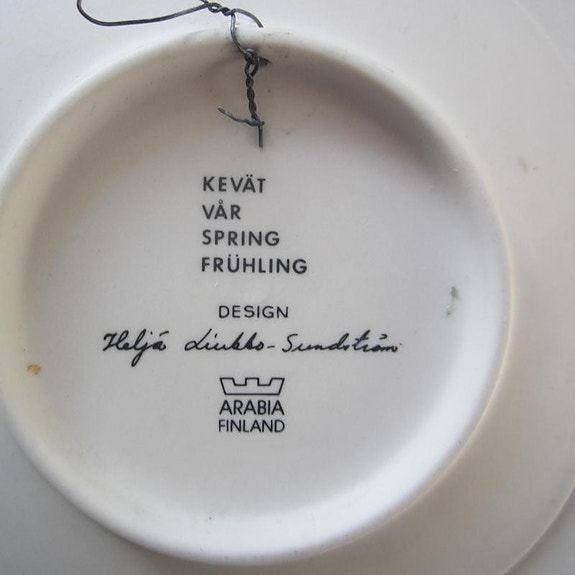 KEVÄT
VÅR
SPRING
FRÜHLING
DESIGN
Heljä Liukko-Sundström
ARABIA
FINLAND